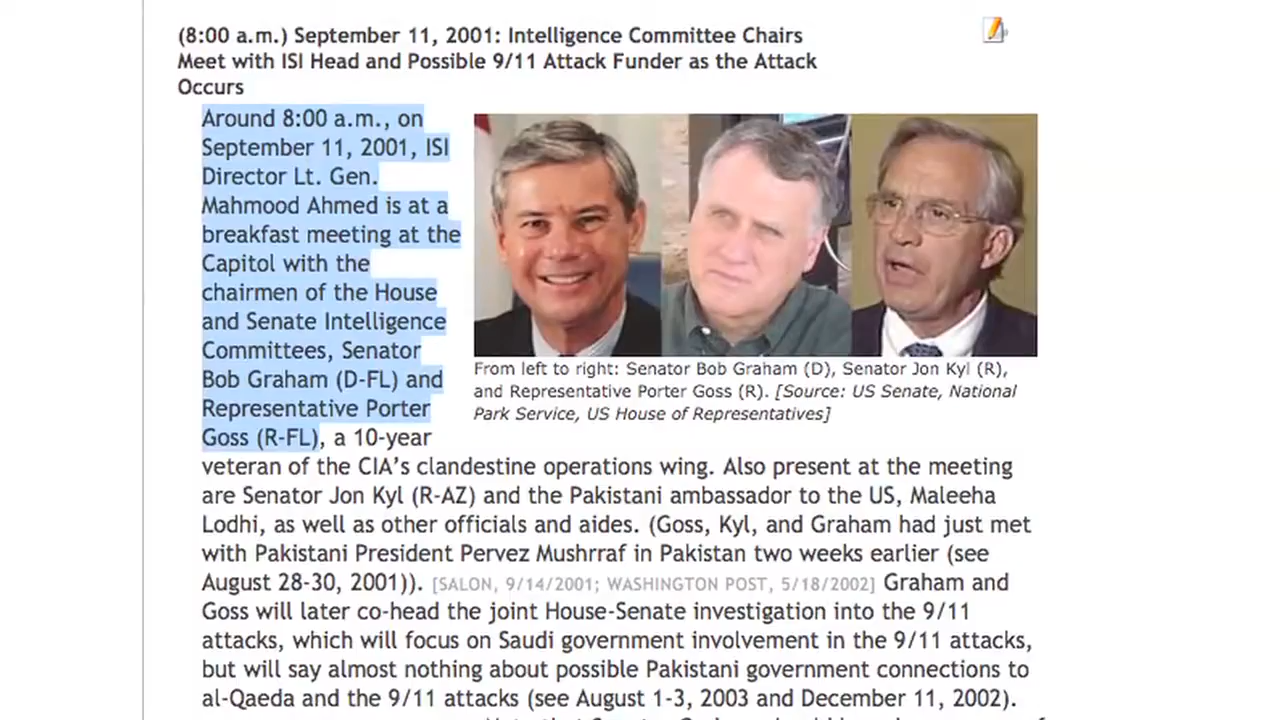 (8:00 a.m.) September 11, 2001: Intelligence Committee Chairs
Meet with ISI Head and Possible 9/11 Attack Funder as the Attack
Occurs
Around 8:00 a.m., on
September 11, 2001, ISI
Director Lt. Gen.
Mahmood Ahmed is at a
breakfast meeting at the
Capitol with the
chairmen of the House
and Senate Intelligence
Committees, Senator
Bob Graham (D-FL) and
Representative Porter
Goss (R-FL), a 10-year
From left to right: Senator Bob Graham (D), Senator Jon Kyl (R),
and Representative Porter Goss (R). [Source: US Senate, National
Park Service, US House of Representatives]
veteran of the CIA's clandestine operations wing. Also present at the meeting
are Senator Jon Kyl (R-AZ) and the Pakistani ambassador to the US, Maleeha
Lodhi, as well as other officials and aides. (Goss, Kyl, and Graham had just met
with Pakistani President Pervez Mushrraf in Pakistan two weeks earlier (see
August 28-30, 2001)). [SALON, 9/14/2001; WASHINGTON POST, 5/18/2002] Graham and
Goss will later co-head the joint House-Senate investigation into the 9/11
attacks, which will focus on Saudi government involvement in the 9/11 attacks,
but will say almost nothing about possible Pakistani government connections to
al-Qaeda and the 9/11 attacks (see August 1-3, 2003 and December 11, 2002).